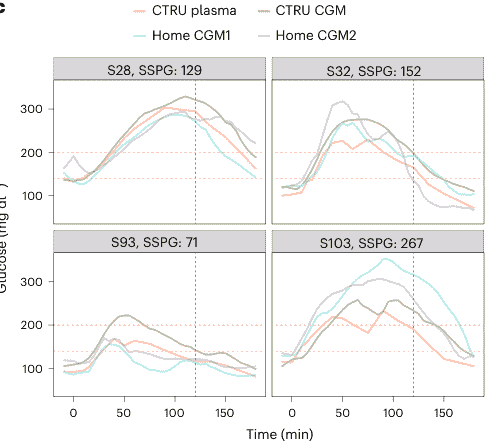 c
CTRU plasma CTRU CGM
Home CGM1 Home CGM2
S28, SSPG: 129 S32, SSPG: 152
300
200
100
S93, SSPG: 71 S103, SSPG: 267
300
200
100
0 50 100 150 0 50 100 150
Time (min)
Glucose (mg